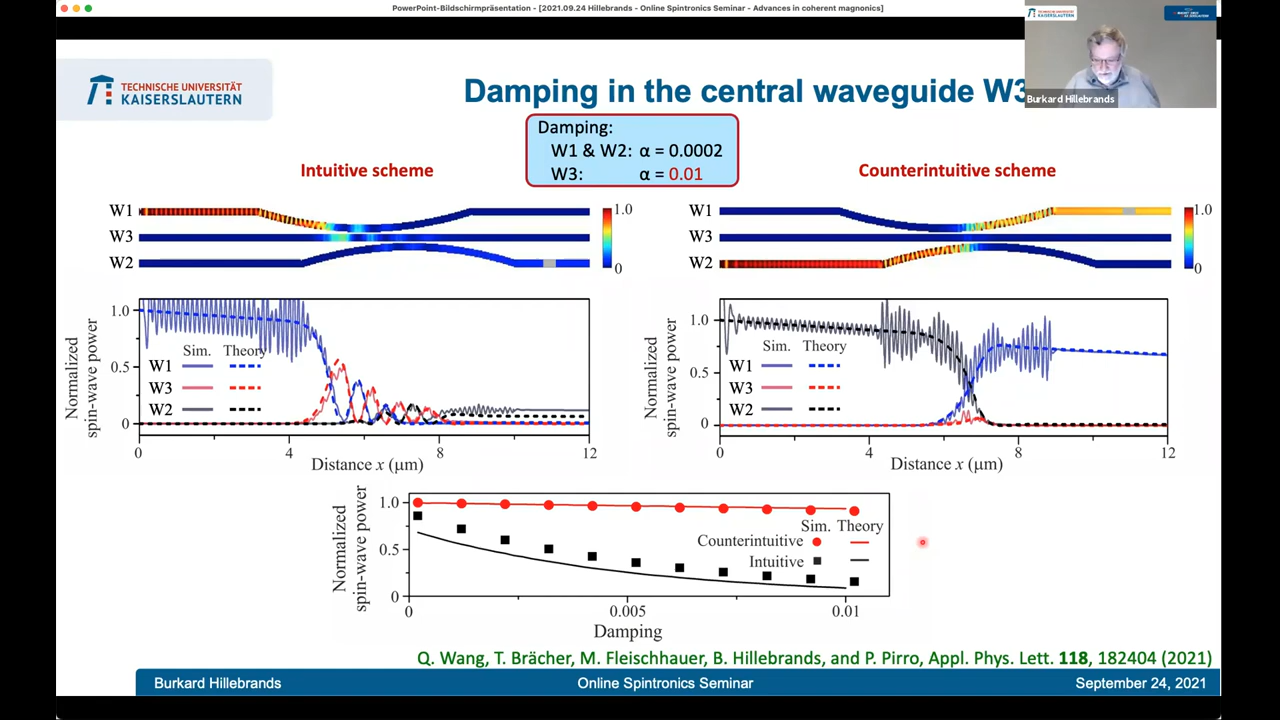 PowerPoint-Bildschirmpräsentation - [2021.09.24 Hillebrands - Online Spintronics Seminar - Advances in coherent magnonics]
TECHNISCHE UNIVERSITÄT
KAISERSLAUTERN
Damping in the central waveguide W3
TECHNISCHE UNIVERSITÄT
KAISERSLAUTERN
Burkard Hillebrands
Damping:
W1 & W2: α = 0.0002
W3: α = 0.01
Intuitive scheme
Counterintuitive scheme
W1
W3
W2
1.0
0
W1
W3
W2
1.0
0
Normalized
spin-wave power
1.0
0.5
0
Sim. Theory
W1
W3
W2
0 4 8 12
Distance x (μm)
Normalized
spin-wave power
1.0
0.5
0
Sim. Theory
W1
W3
W2
0 4 8 12
Distance x (μm)
Normalized
spin-wave power
1.0
0.5
0
Sim. Theory
Counterintuitive
Intuitive
0 0.005 0.01
Damping
Q. Wang, T. Brächer, M. Fleischhauer, B. Hillebrands, and P. Pirro, Appl. Phys. Lett. 118, 182404 (2021)
Burkard Hillebrands
Online Spintronics Seminar
September 24, 2021